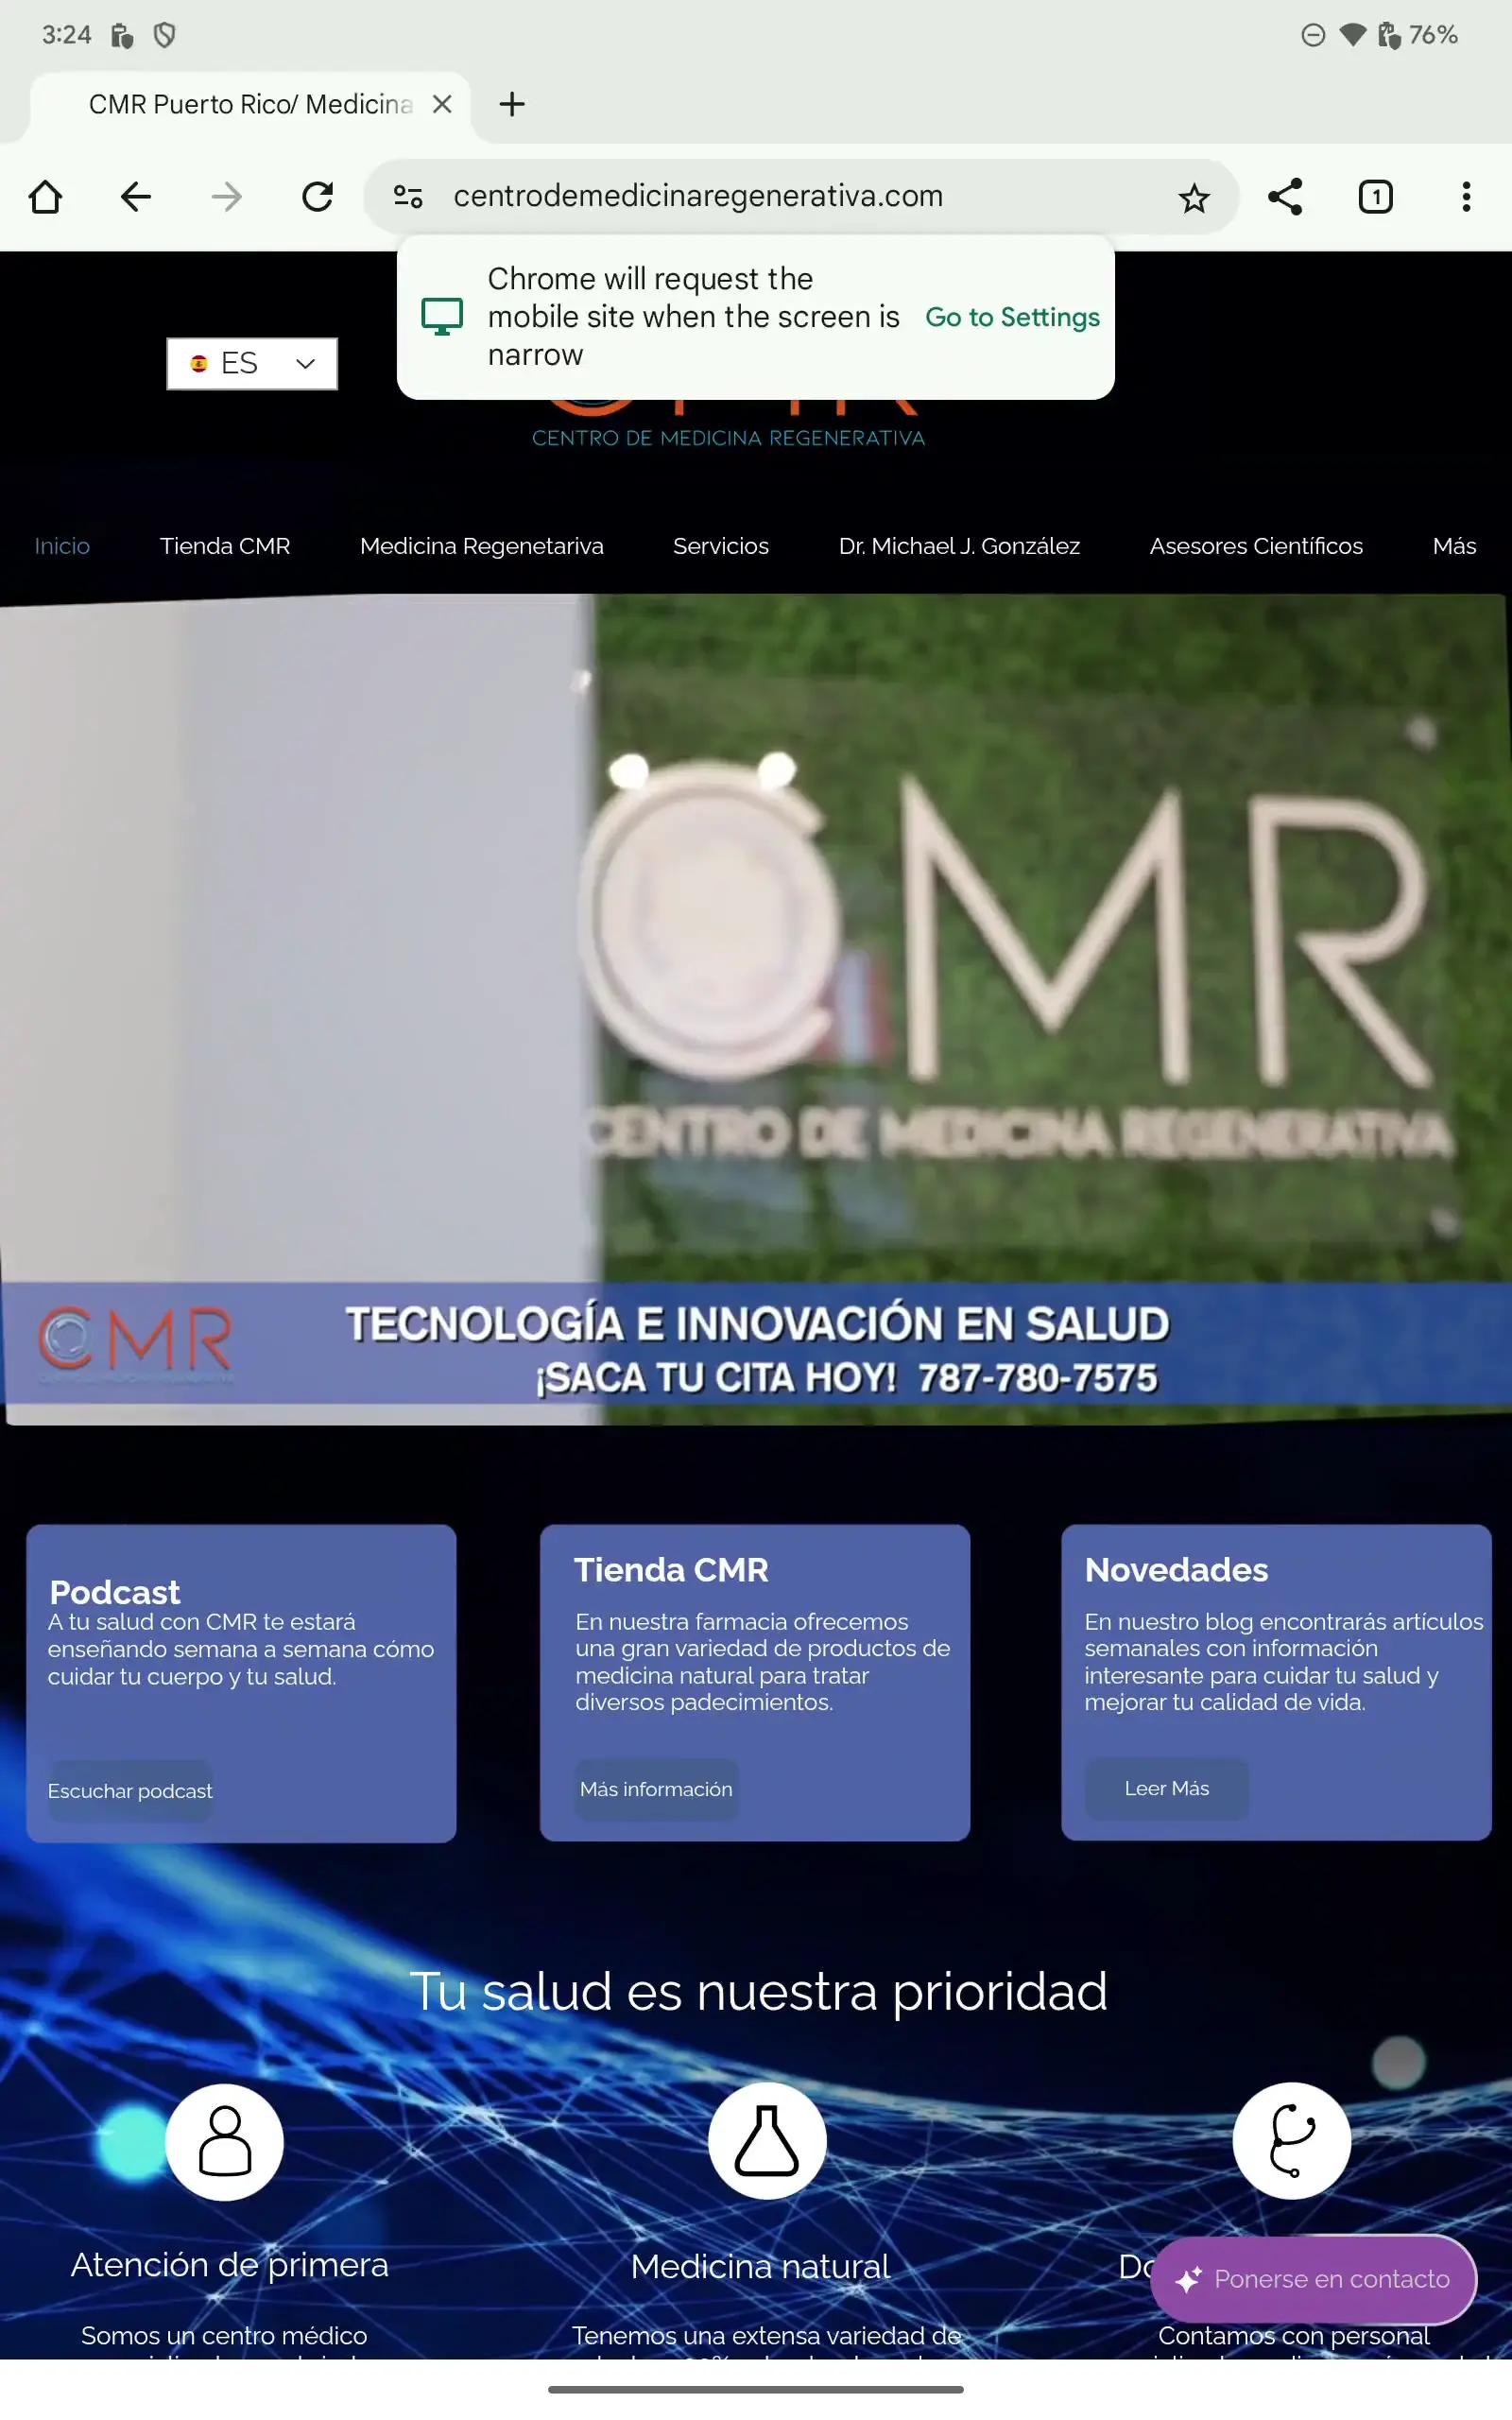 3:24
76%
CMR Puerto Rico/ Medicina
centrodemedicinaregenerativa.com
1
Chrome will request the
mobile site when the screen is
narrow
Go to Settings
ES
CENTRO DE MEDICINA REGENERATIVA
Inicio
Tienda CMR
Medicina Regenetariva
Servicios
Dr. Michael J. González
Asesores Científicos
Más
CMR
CENTRO DE MEDICINA REGENERATIVA
CMR
TECNOLOGÍA E INNOVACIÓN EN SALUD
¡SACA TU CITA HOY! 787-780-7575
Podcast
A tu salud con CMR te estará
enseñando semana a semana cómo
cuidar tu cuerpo y tu salud.
Escuchar podcast
Tienda CMR
En nuestra farmacia ofrecemos
una gran variedad de productos de
medicina natural para tratar
diversos padecimientos.
Más información
Novedades
En nuestro blog encontrarás artículos
semanales con información
interesante para cuidar tu salud y
mejorar tu calidad de vida.
Leer Más
Tu salud es nuestra prioridad
Atención de primera
Somos un centro médico
Medicina natural
Tenemos una extensa variedad de
Ponerse en contacto
Contamos con personal